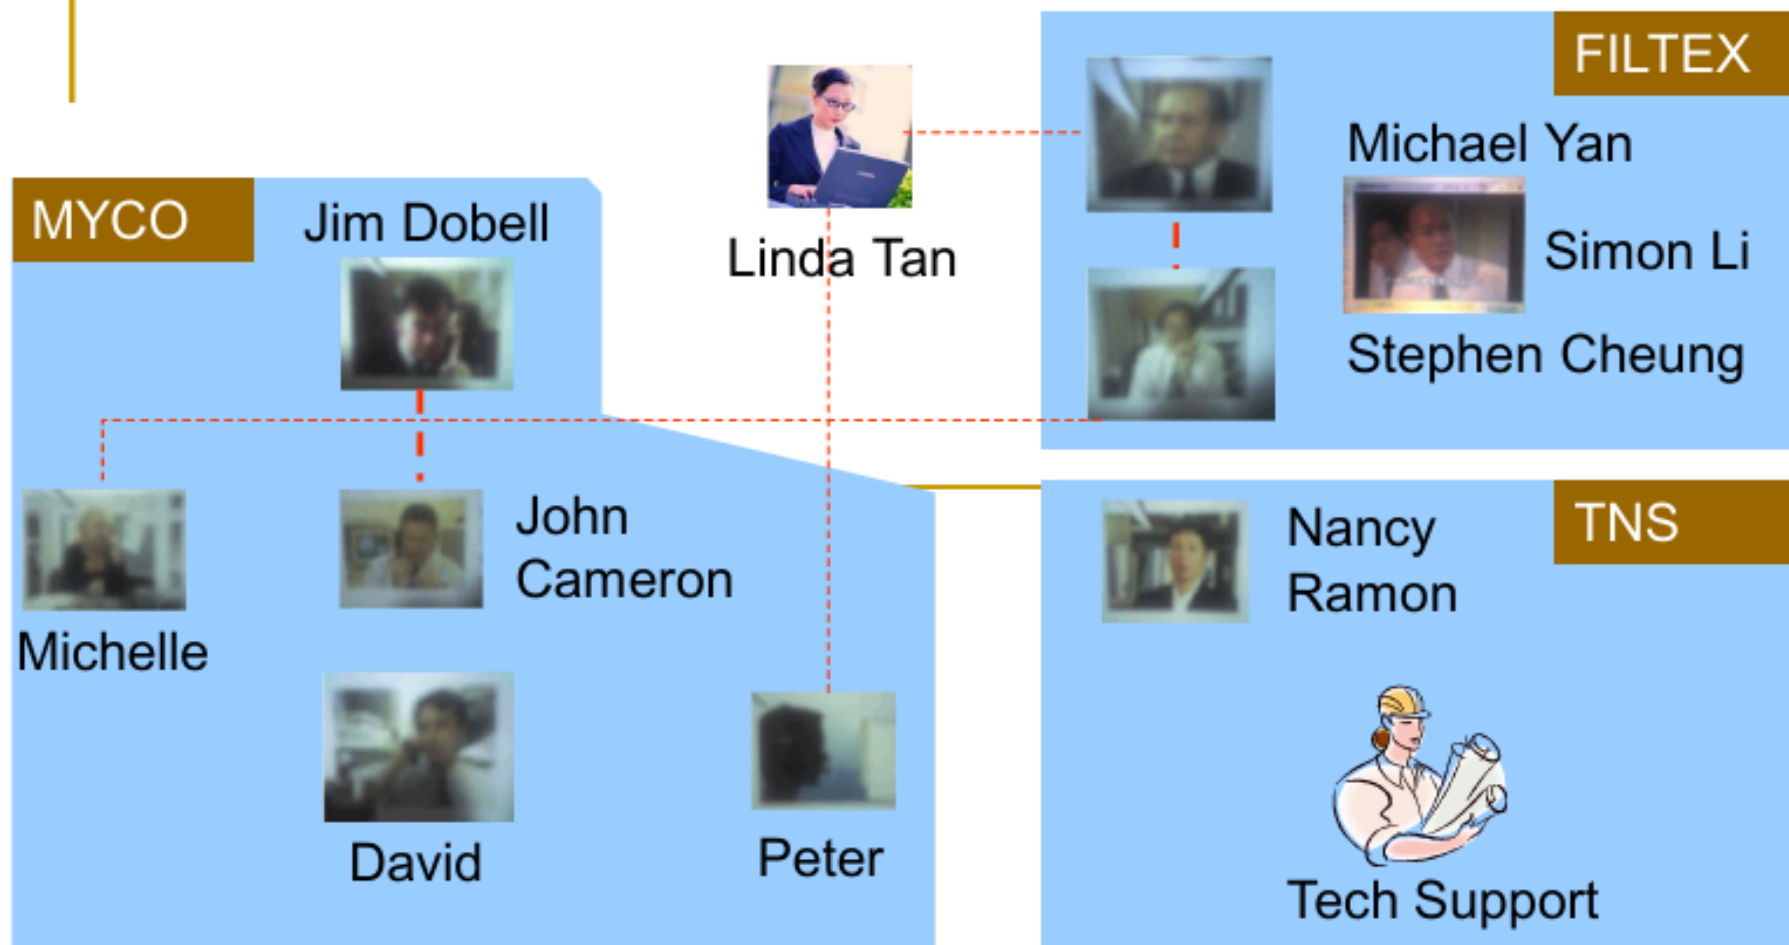 FILTEX
Michael Yan
Simon Li
Stephen Cheung
MYCO
Jim Dobell
Linda Tan
John
Cameron
Michelle
David
Peter
TNS
Nancy
Ramon
Tech Support